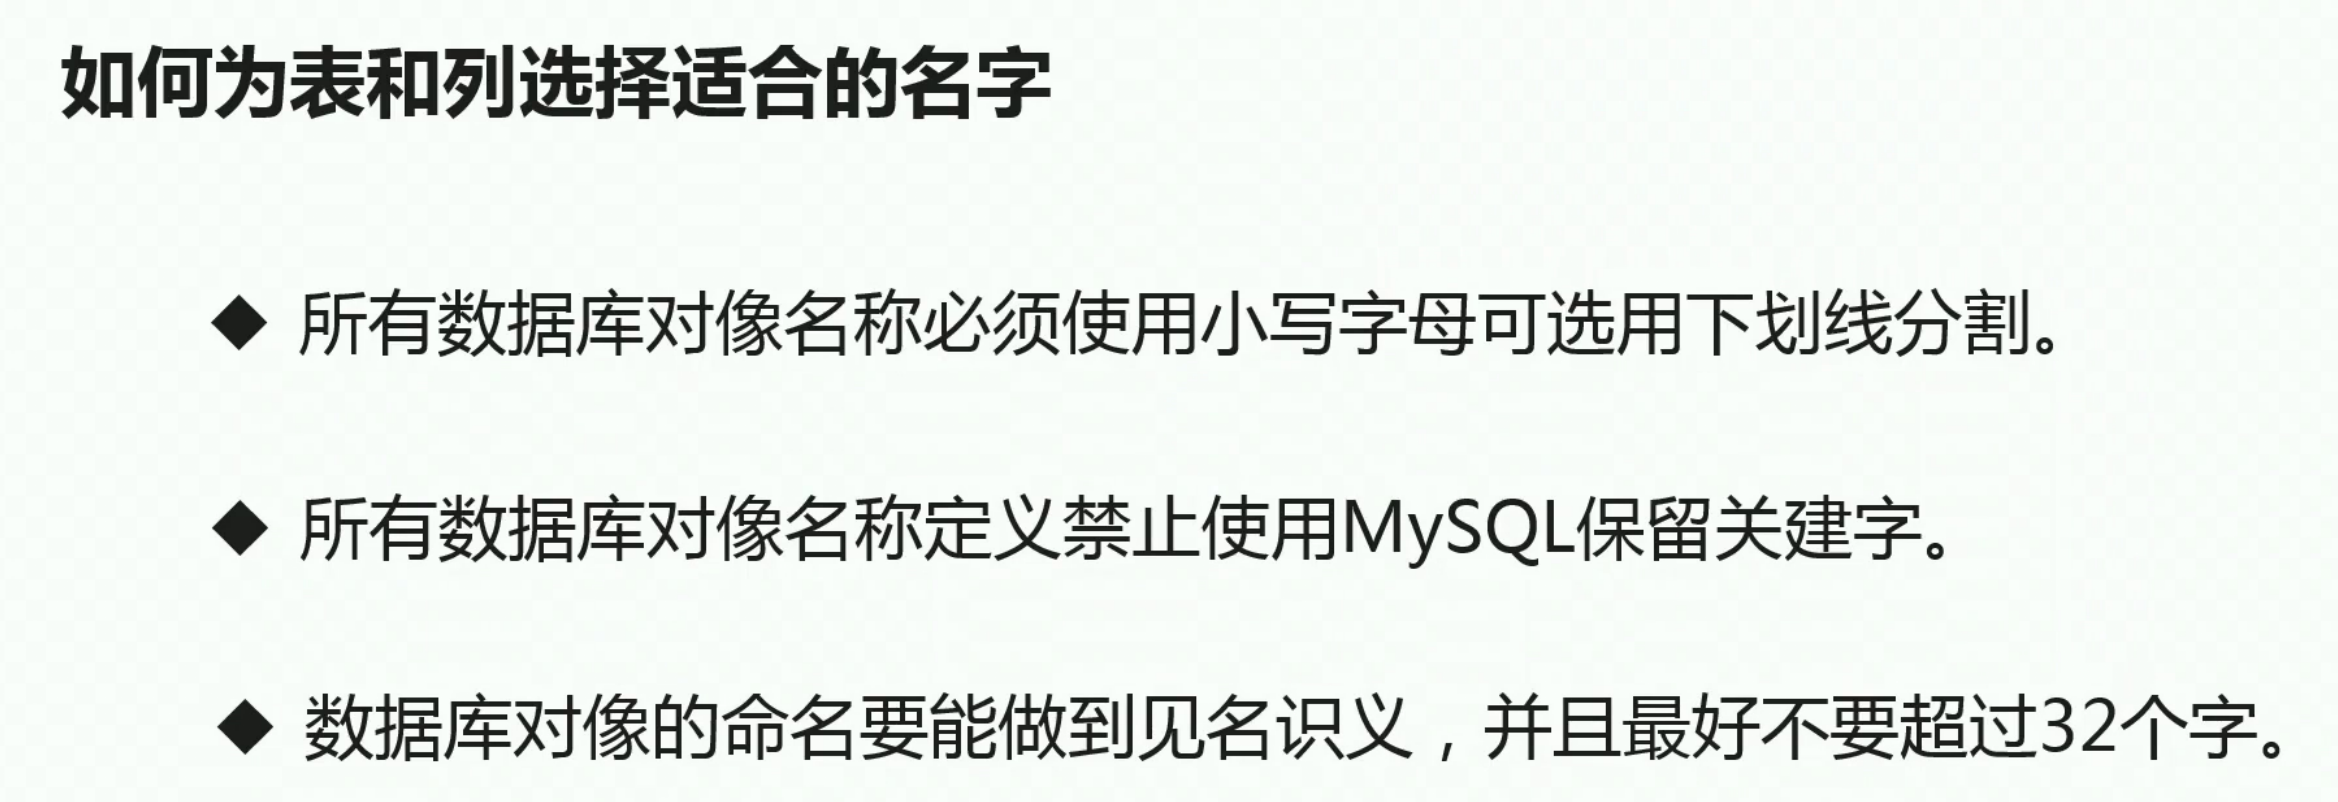 如何为表和列选择适合的名字
◆ 所有数据库对像名称必须使用小写字母可选用下划线分割。
◆ 所有数据库对像名称定义禁止使用MySQL保留关建字。
◆ 数据库对像的命名要能做到见名识义，并且最好不要超过32个字。